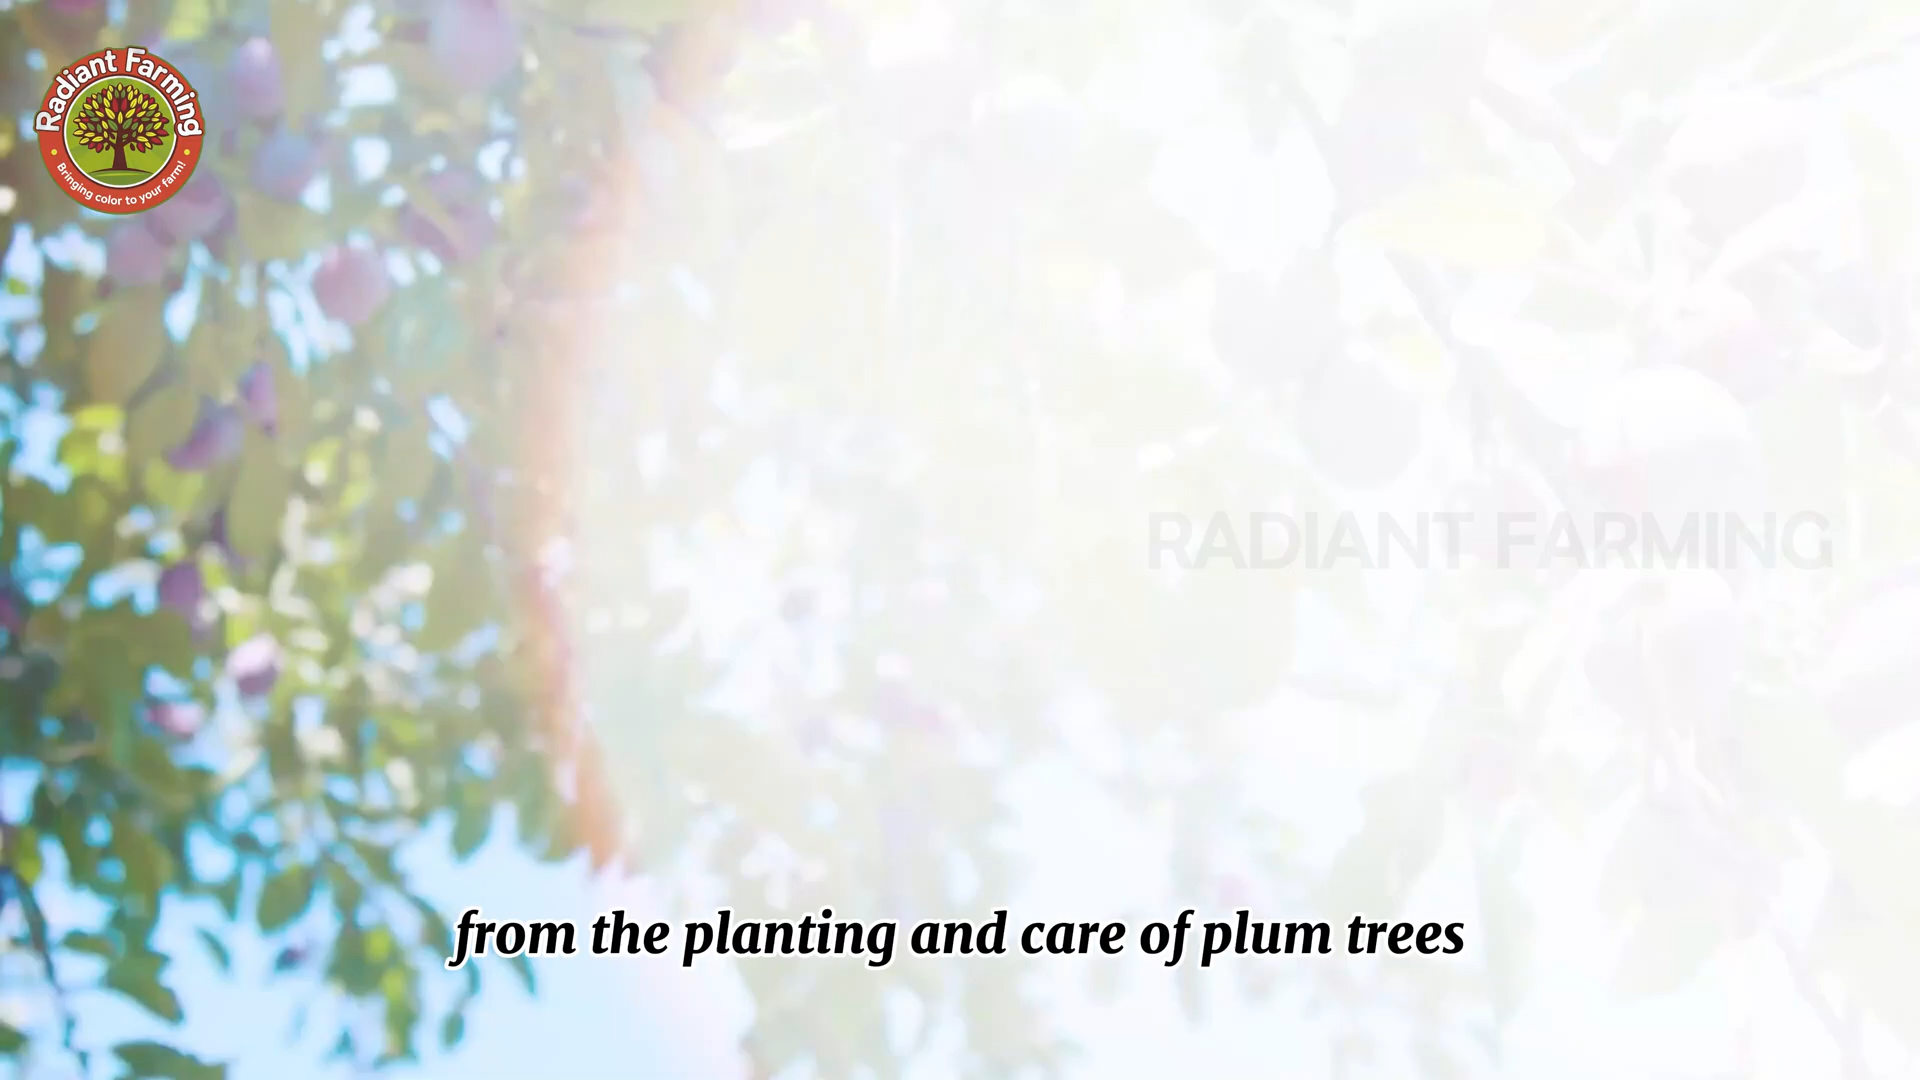 Radiant Farming
Bringing color to your farm!
RADIANT FARMING
from the planting and care of plum trees